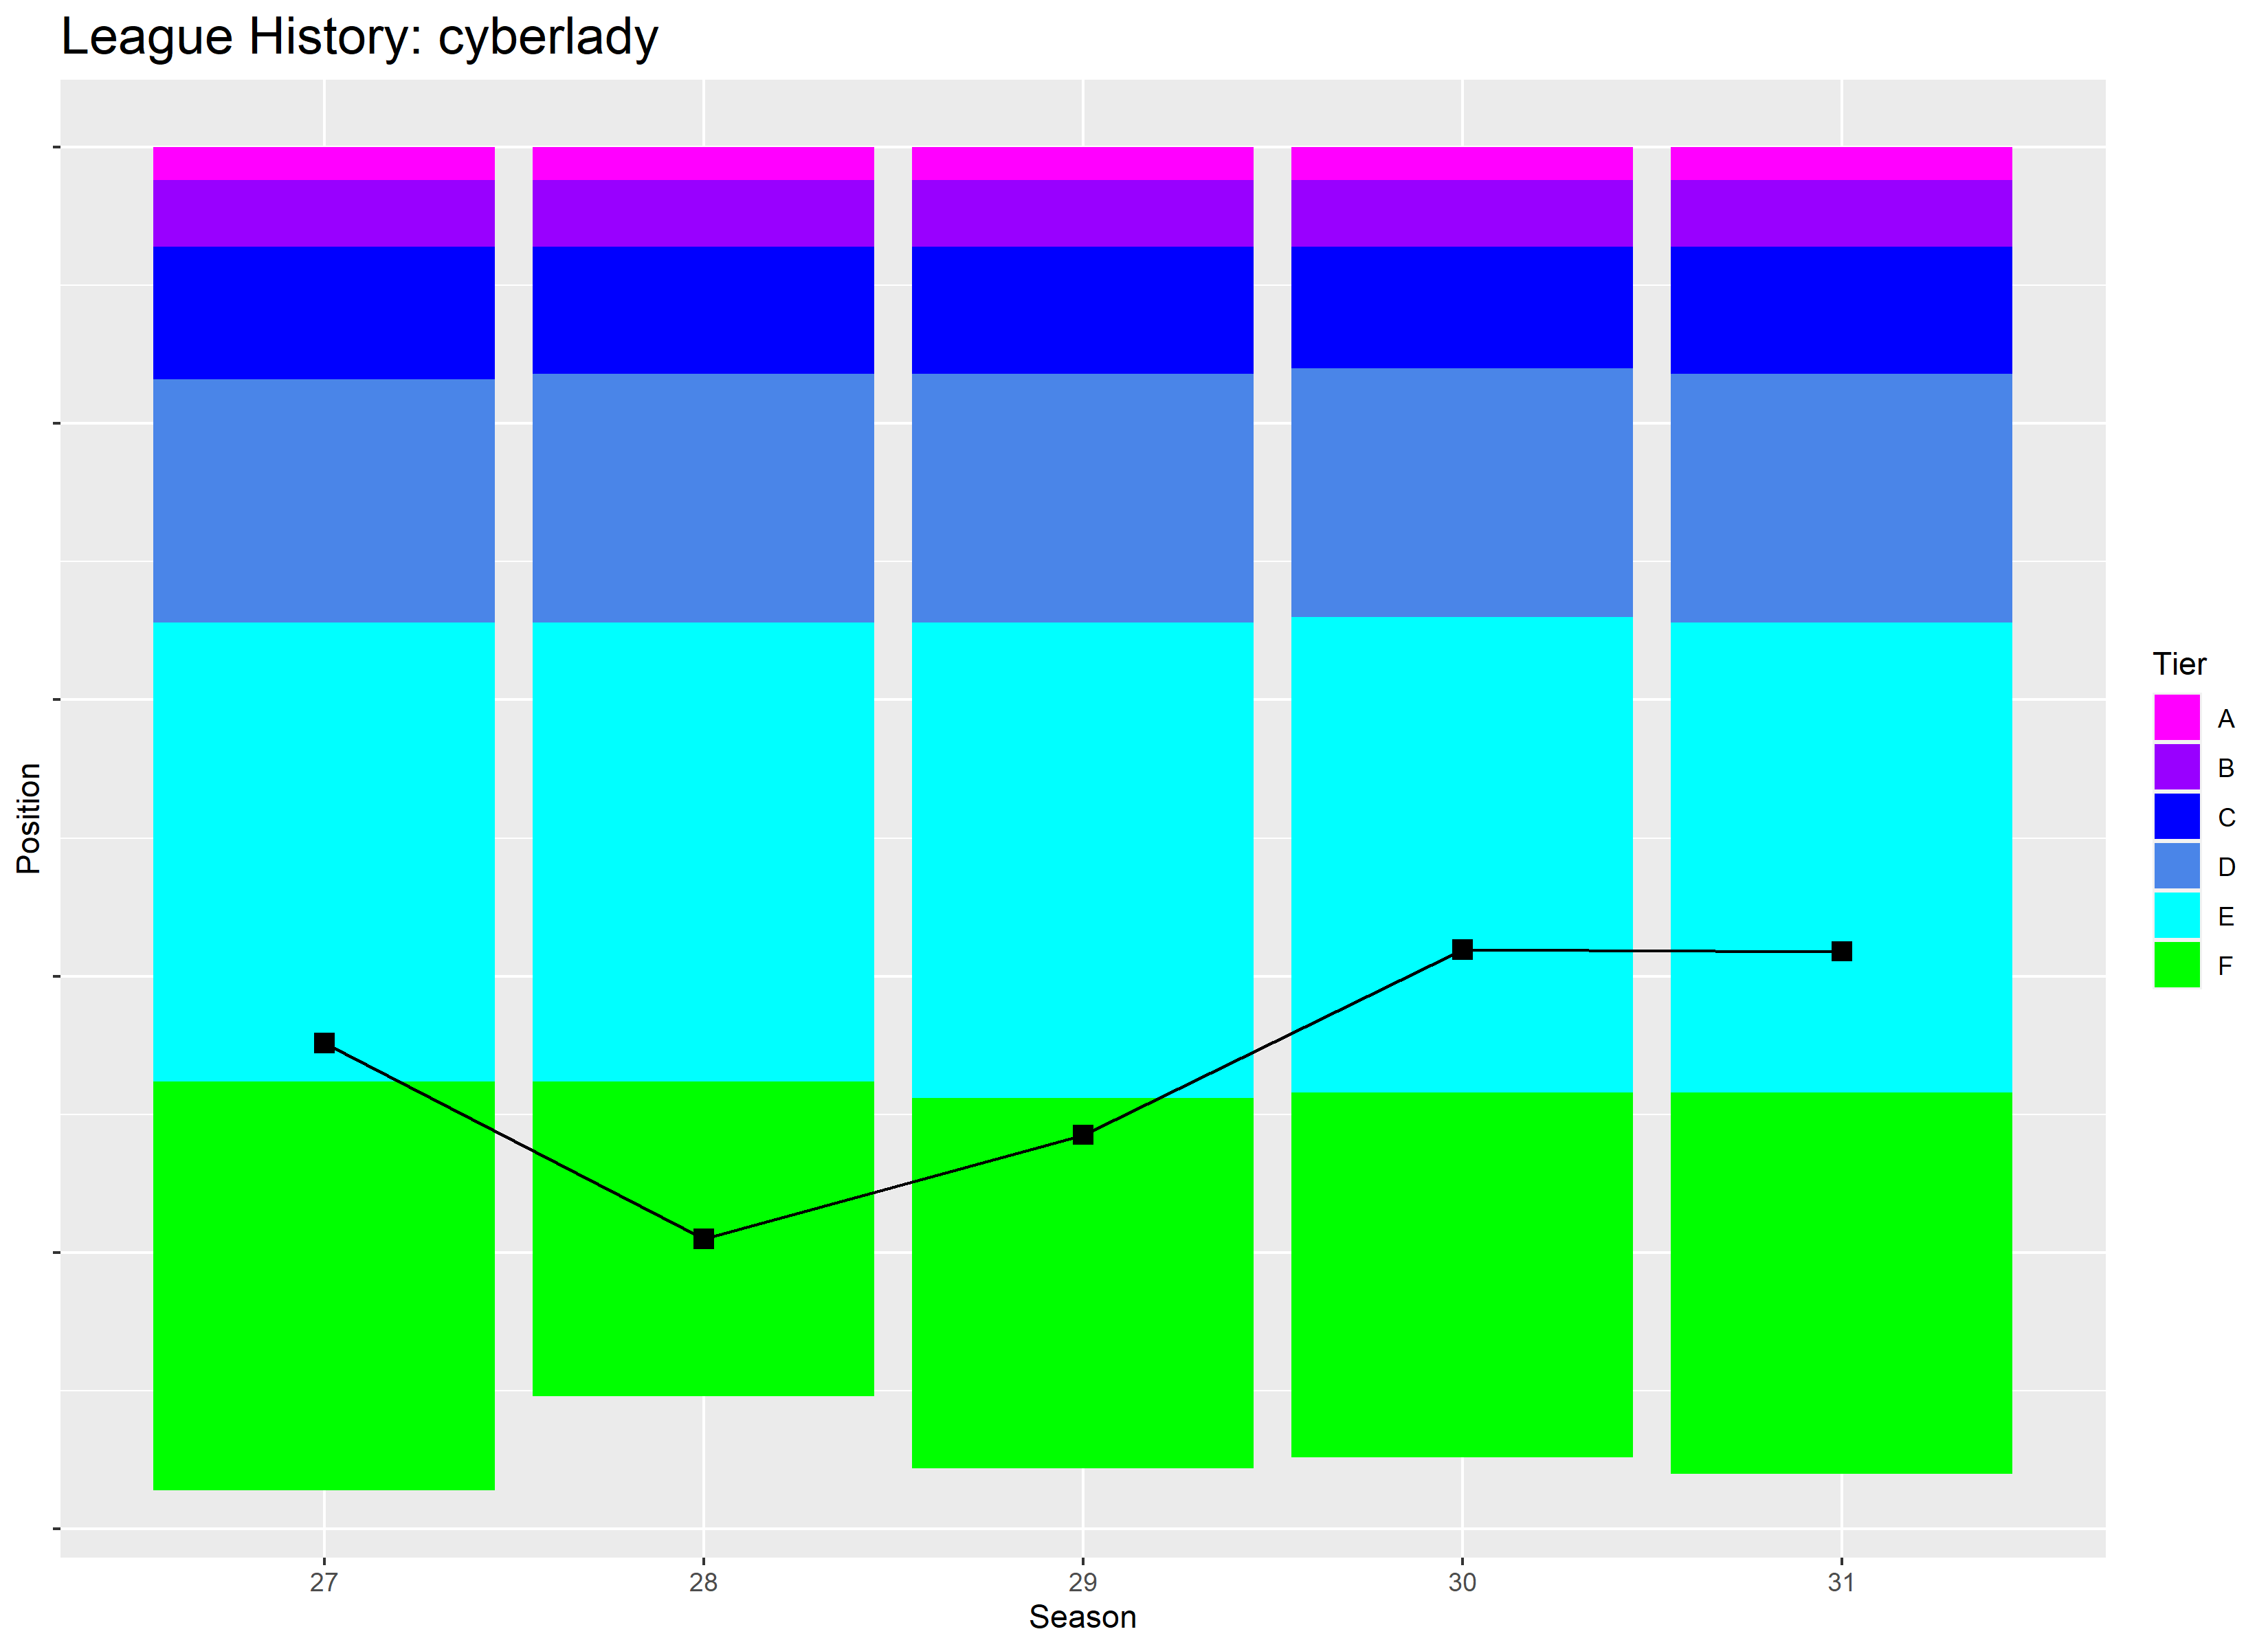 League History: cyberlady
Position
27 28 29 30 31
Season
Tier
A
B
C
D
E
F